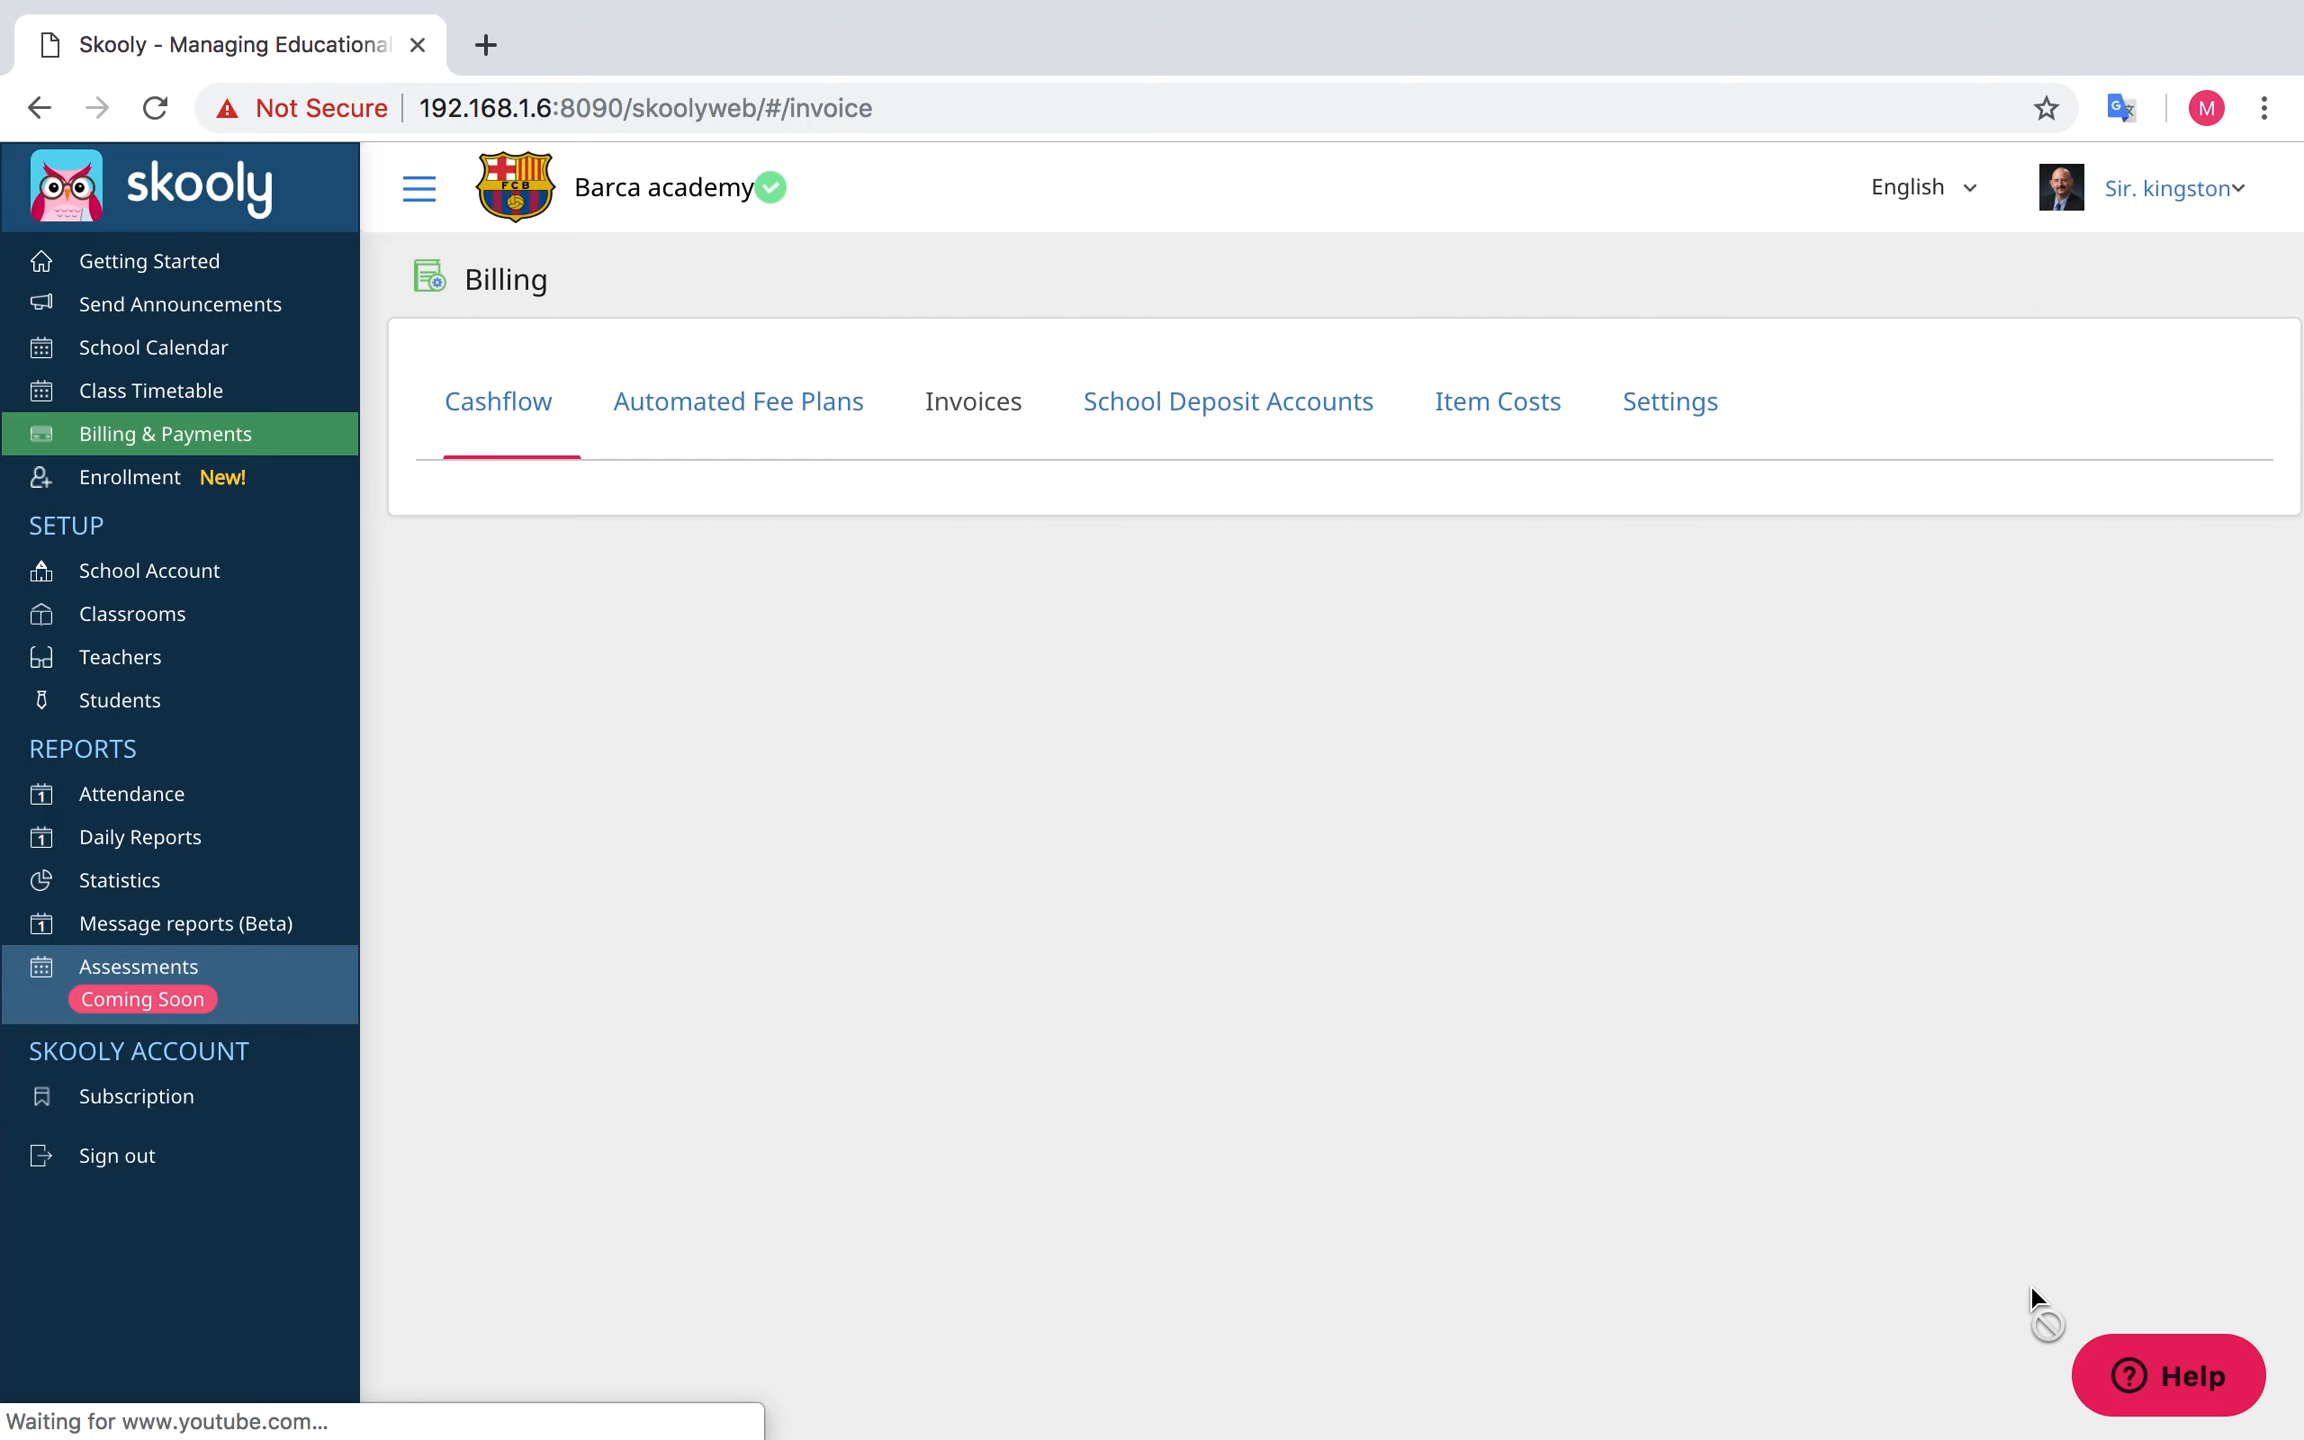 Skooly - Managing Educational
Not Secure 192.168.1.6:8090/skoolyweb/#/invoice
M
skooly
FCB
Barca academy
English
Sir. kingston
Getting Started
Send Announcements
School Calendar
Class Timetable
Billing & Payments
Enrollment New!
SETUP
School Account
Classrooms
Teachers
Students
REPORTS
Attendance
Daily Reports
Statistics
Message reports (Beta)
Assessments
Coming Soon
SKOOLY ACCOUNT
Subscription
Sign out
Billing
Cashflow Automated Fee Plans Invoices School Deposit Accounts Item Costs Settings
Help
Waiting for www.youtube.com...